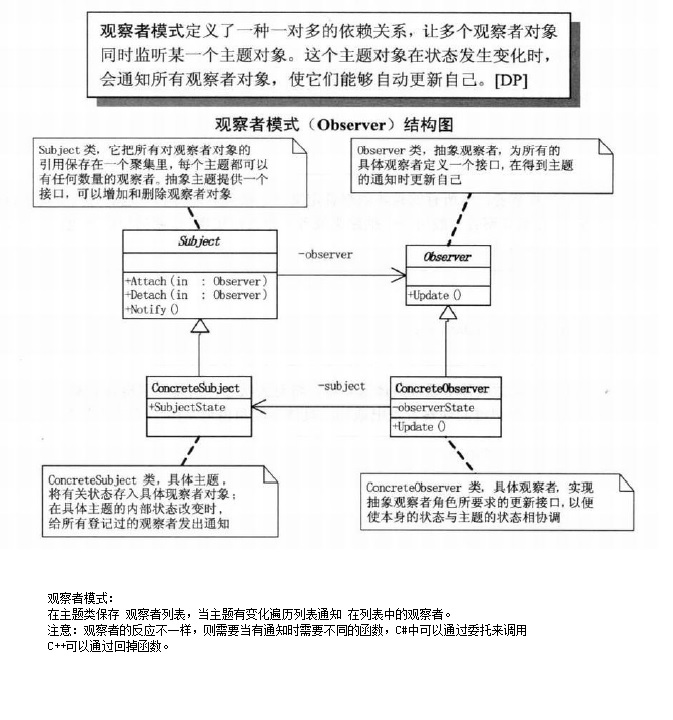 观察者模式定义了一种一对多的依赖关系，让多个观察者对象
同时监听某一个主题对象。这个主题对象在状态发生变化时，
会通知所有观察者对象，使它们能够自动更新自己。[DP]
观察者模式（Observer）结构图
Subject 类，它把所有对观察者对象的
引用保存在一个聚集里，每个主题都可以
有任何数量的观察者。抽象主题提供一个
接口，可以增加和删除观察者对象
Observer 类，抽象观察者，为所有的
具体观察者定义一个接口，在得到主题
的通知时更新自己
Subject
+Attach(in : Observer)
+Detach(in : Observer)
+Notify()
-observer
Observer
+Update()
ConcreteSubject
+SubjectState
-subject
ConcreteObserver
-observerState
+Update()
ConcreteSubject 类，具体主题，
将有关状态存入具体现察者对象；
在具体主题的内部状态改变时，
给所有登记过的观察者发出通知
ConcreteObserver 类，具体观察者，实现
抽象观察者角色所要求的更新接口，以便
使本身的状态与主题的状态相协调
观察者模式：
在主题类保存 观察者列表，当主题有变化遍历列表通知 在列表中的观察者。
注意：观察者的反应不一样，则需要当有通知时需要不同的函数，C#中可以通过委托来调用
C++可以通过回掉函数。